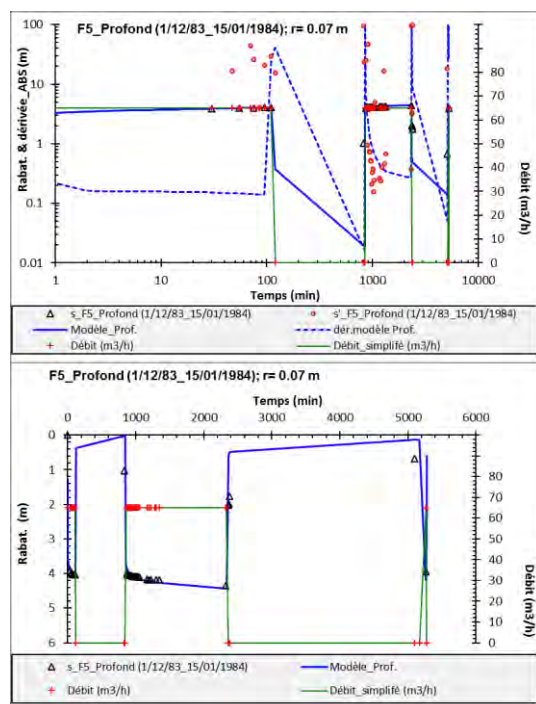 F5_Profond (1/12/83_15/01/1984); r= 0.07 m
Rabat. & dérivée_ABS (m)
100
10
1
0.1
0.01
80
70
60
50
40
30
20
10
0
Débit (m3/h)
1
10
100
1000
10000
Temps (min)
s_F5_Profond (1/12/83_15/01/1984)
s'_F5_Profond (1/12/83_15/01/1984)
Modèle_Prof.
dér.modèle Prof.
Débit (m3/h)
Débit_simplifé (m3/h)
F5_Profond (1/12/83_15/01/1984); r= 0.07 m
Temps (min)
0
1000
2000
3000
4000
5000
6000
Rabat. (m)
0
1
2
3
4
5
6
90
80
70
60
50
40
30
20
10
0
Débit (m3/h)
s_F5_Profond (1/12/83_15/01/1984)
Modèle_Prof.
Débit (m3/h)
Débit_simplifé (m3/h)